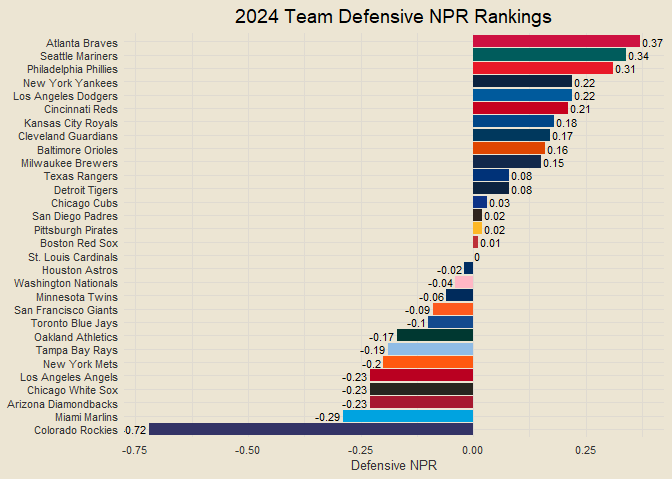 2024 Team Defensive NPR Rankings
Atlanta Braves 0.37
Seattle Mariners 0.34
Philadelphia Phillies 0.31
New York Yankees 0.22
Los Angeles Dodgers 0.22
Cincinnati Reds 0.21
Kansas City Royals 0.18
Cleveland Guardians 0.17
Baltimore Orioles 0.16
Milwaukee Brewers 0.15
Texas Rangers 0.08
Detroit Tigers 0.08
Chicago Cubs 0.03
San Diego Padres 0.02
Pittsburgh Pirates 0.02
Boston Red Sox 0.01
St. Louis Cardinals 0
Houston Astros -0.02
Washington Nationals -0.04
Minnesota Twins -0.06
San Francisco Giants -0.09
Toronto Blue Jays -0.1
Oakland Athletics -0.17
Tampa Bay Rays -0.19
New York Mets -0.2
Los Angeles Angels -0.23
Chicago White Sox -0.23
Arizona Diamondbacks -0.23
Miami Marlins -0.29
Colorado Rockies -0.72
-0.75 -0.50 -0.25 0.00 0.25
Defensive NPR